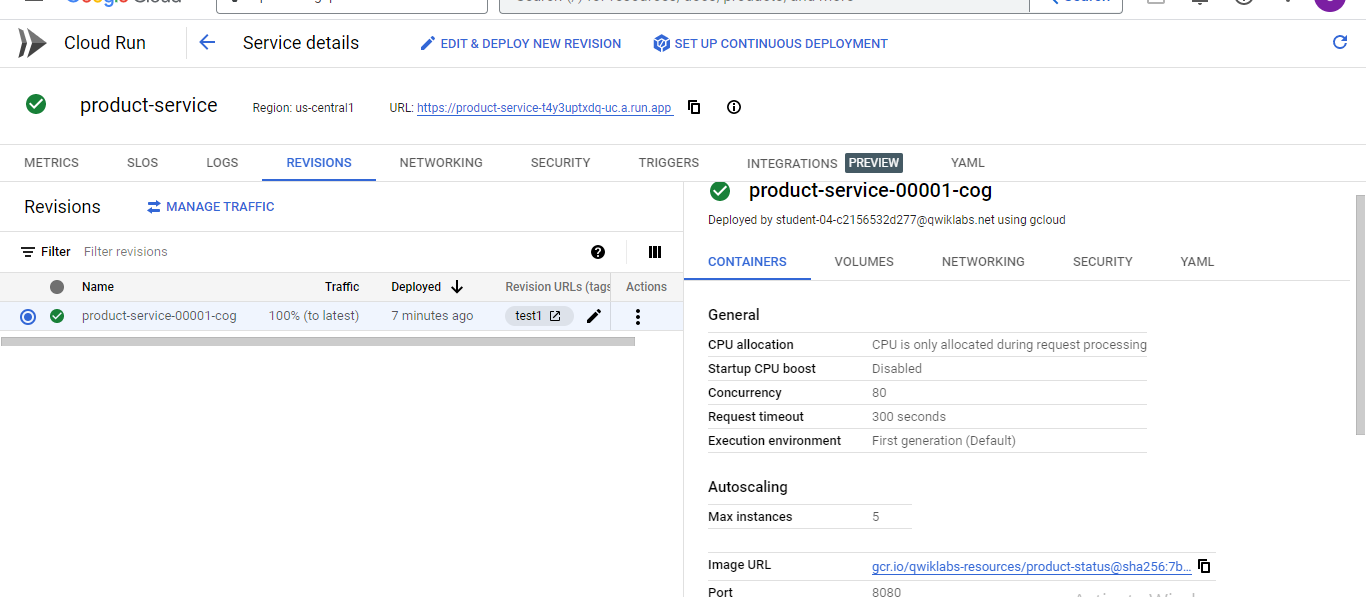 Cloud Run
Service details
EDIT & DEPLOY NEW REVISION
SET UP CONTINUOUS DEPLOYMENT
product-service
Region: us-central1
URL: https://product-service-t4y3uptxdq-uc.a.run.app
METRICS
SLOS
LOGS
REVISIONS
NETWORKING
SECURITY
TRIGGERS
INTEGRATIONS PREVIEW
YAML
Revisions
MANAGE TRAFFIC
Filter Filter revisions
Name Traffic Deployed Revision URLs (tags Actions
product-service-00001-cog 100% (to latest) 7 minutes ago test1
product-service-00001-cog
Deployed by student-04-c2156532d277@qwiklabs.net using gcloud
CONTAINERS
VOLUMES
NETWORKING
SECURITY
YAML
General
CPU allocation CPU is only allocated during request processing
Startup CPU boost Disabled
Concurrency 80
Request timeout 300 seconds
Execution environment First generation (Default)
Autoscaling
Max instances 5
Image URL gcr.io/qwiklabs-resources/product-status@sha256:7b...
Port 8080